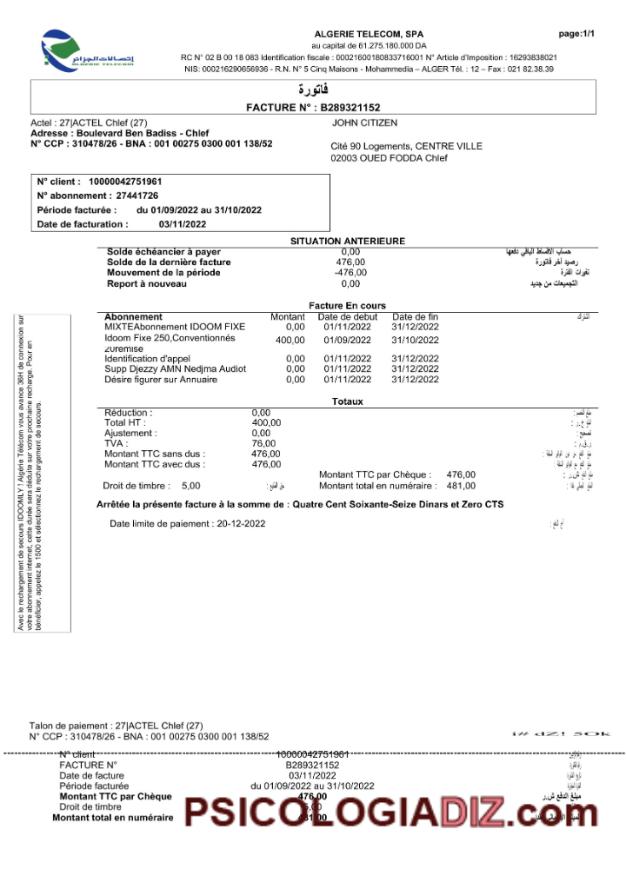 اتصالات الجزائر
ALGERIE TELECOM
ALGERIE TELECOM, SPA
page:1/1
au capital de 61.275.180.000 DA
RC N° 02 B 00 18 083 Identification fiscale : 00021600180833716001 N° Article d'Imposition : 16293838021
NIS: 000216290656936 - R.N. N° 5 Cinq Maisons - Mohammedia – ALGER Tél. : 12 – Fax : 021 82.38.39
فاتورة
FACTURE N° : B289321152
Actel : 27|ACTEL Chlef (27)
Adresse : Boulevard Ben Badiss - Chlef
N° CCP : 310478/26 - BNA : 001 00275 0300 001 138/52
JOHN CITIZEN
Cité 90 Logements, CENTRE VILLE
02003 OUED FODDA Chlef
N° client : 10000042751961
N° abonnement : 27441726
Période facturée : du 01/09/2022 au 31/10/2022
Date de facturation : 03/11/2022
SITUATION ANTERIEURE
Solde échéancier à payer 0,00 حساب الاقساط الباقي دفعها
Solde de la dernière facture 476,00 رصيد آخر فاتورة
Mouvement de la période -476,00 تغيرات الفترة
Report à nouveau 0,00 التجميعات من جديد
Facture En cours
Abonnement Montant Date de debut Date de fin
MIXTEAbonnement IDOOM FIXE 0,00 01/11/2022 31/12/2022
Idoom Fixe 250,Conventionnés 400,00 01/09/2022 31/10/2022
zuremise
Identification d'appel 0,00 01/11/2022 31/12/2022
Supp Djezzy AMN Nedjma Audiot 0,00 01/11/2022 31/12/2022
Désire figurer sur Annuaire 0,00 01/11/2022 31/12/2022
Totaux
Réduction : 0,00
Total HT : 400,00
Ajustement : 0,00
TVA : 76,00
Montant TTC sans dus : 476,00
Montant TTC avec dus : 476,00
Montant TTC par Chèque : 476,00
Droit de timbre : 5,00 Montant total en numéraire : 481,00
Arrêtée la présente facture à la somme de : Quatre Cent Soixante-Seize Dinars et Zero CTS
Date limite de paiement : 20-12-2022
Avec le rechargement de secours IDOOMLY ! Algérie Télécom vous avance 36H de connexion sur
votre abonnement internet, cette durée sera déduite sur votre prochaine recharge. Pour en
bénéficier, appelez le 1500 et sélectionnez le rechargement de secours.
Talon de paiement : 27|ACTEL Chlef (27)
N° CCP : 310478/26 - BNA : 001 00275 0300 001 138/52
N° client 10000042751961
FACTURE N° B289321152
Date de facture 03/11/2022
Période facturée du 01/09/2022 au 31/10/2022
Montant TTC par Chèque 476,00 مبلغ الدفع ش.ر
Droit de timbre 5,00
Montant total en numéraire 481,00
PSICOLOGIADIZ.com